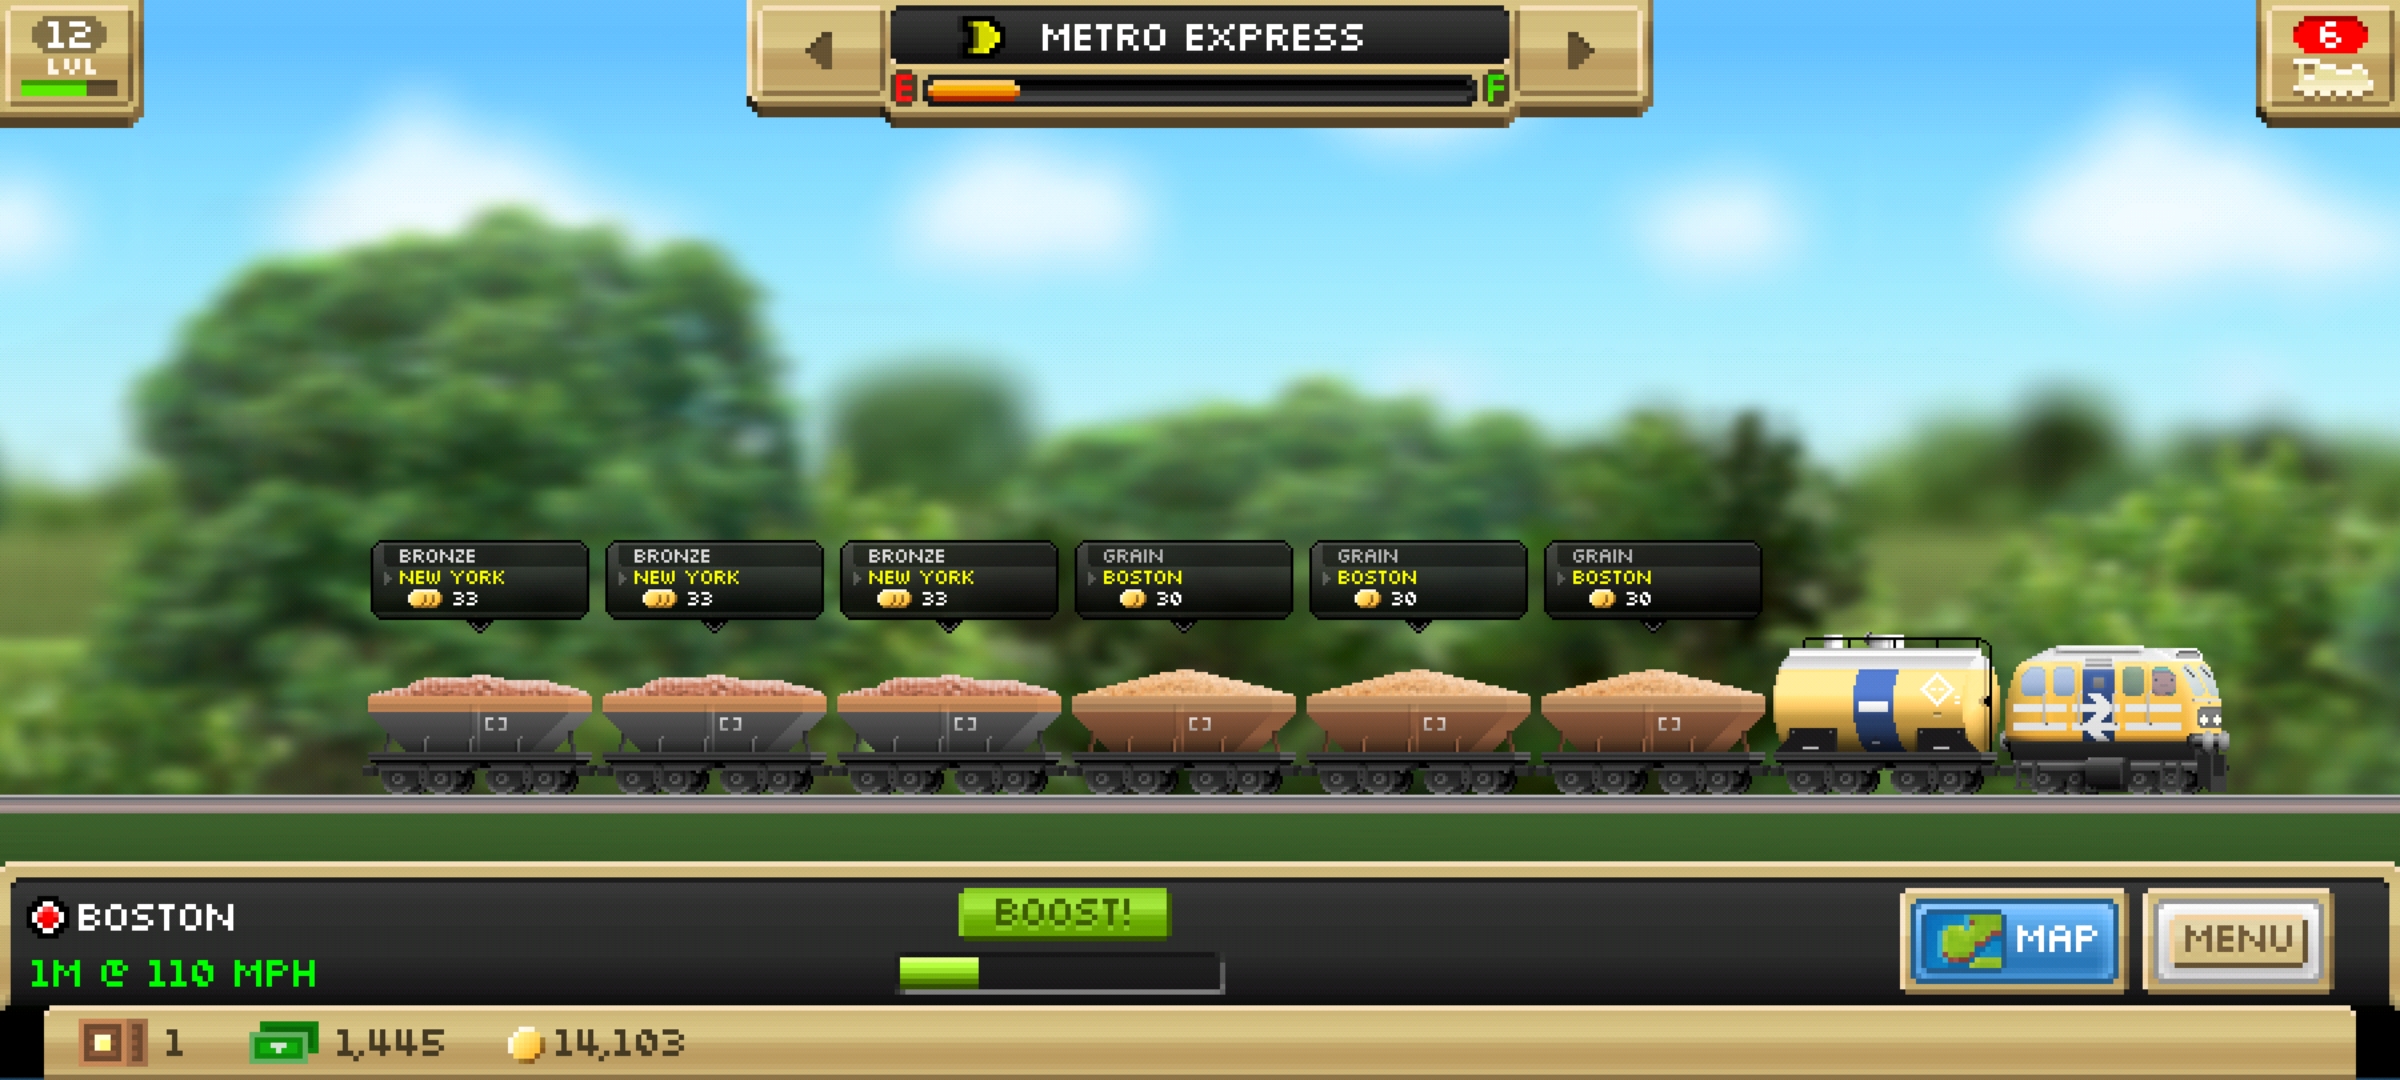 12
LVL
METRO EXPRESS
E F
6
BRONZE
NEW YORK
33
BRONZE
NEW YORK
33
BRONZE
NEW YORK
33
GRAIN
BOSTON
30
GRAIN
BOSTON
30
GRAIN
BOSTON
30
BOSTON
1M @ 110 MPH
BOOST!
MAP
MENU
1
1,445
14,103